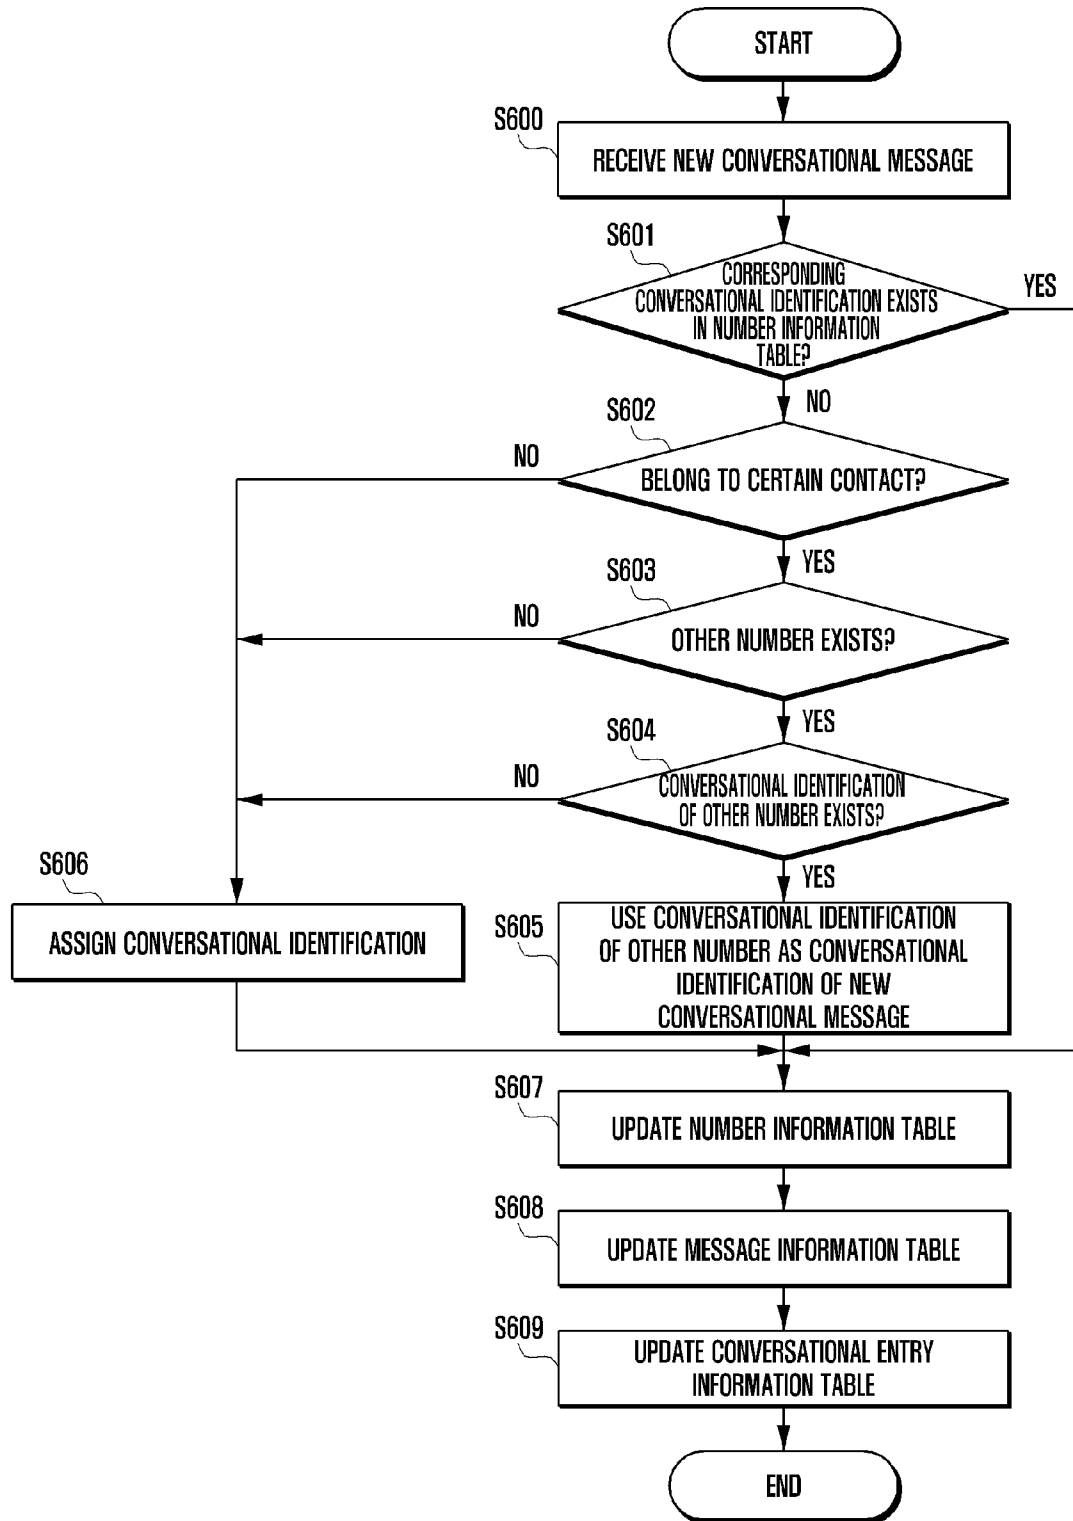 START
S600
RECEIVE NEW CONVERSATIONAL MESSAGE
S601
CORRESPONDING
CONVERSATIONAL IDENTIFICATION EXISTS
IN NUMBER INFORMATION
TABLE?
YES
NO
S602
NO
BELONG TO CERTAIN CONTACT?
YES
S603
NO
OTHER NUMBER EXISTS?
YES
S604
NO
CONVERSATIONAL IDENTIFICATION
OF OTHER NUMBER EXISTS?
YES
S606
ASSIGN CONVERSATIONAL IDENTIFICATION
S605
USE CONVERSATIONAL IDENTIFICATION
OF OTHER NUMBER AS CONVERSATIONAL
IDENTIFICATION OF NEW
CONVERSATIONAL MESSAGE
S607
UPDATE NUMBER INFORMATION TABLE
S608
UPDATE MESSAGE INFORMATION TABLE
S609
UPDATE CONVERSATIONAL ENTRY
INFORMATION TABLE
END